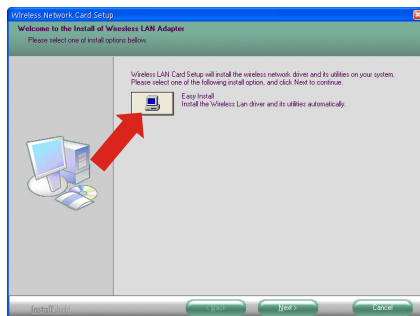 Wireless Network Card Setup
Welcome to the Install of Wireless LAN Adapter
Please select one of install options bellow.
Wireless LAN Card Setup will install the wireless network driver and its utilities on your system.
Please select one of the following install option, and click Next to continue.
Easy Install
Install the Wireless Lan driver and its utilities automatically.
InstallShield
< Back
Next >
Cancel